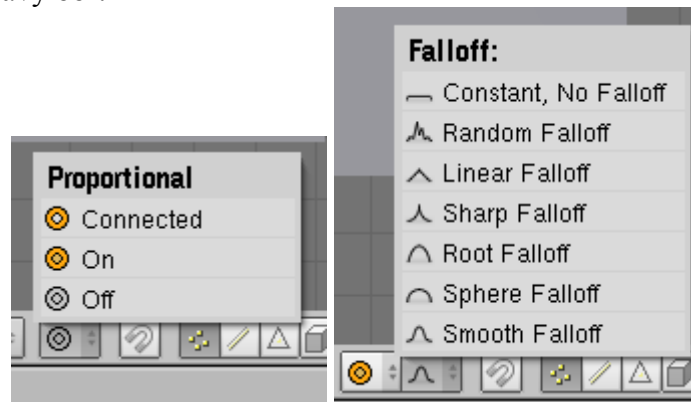 Proportional
Connected
On
Off
Falloff:
Constant, No Falloff
Random Falloff
Linear Falloff
Sharp Falloff
Root Falloff
Sphere Falloff
Smooth Falloff